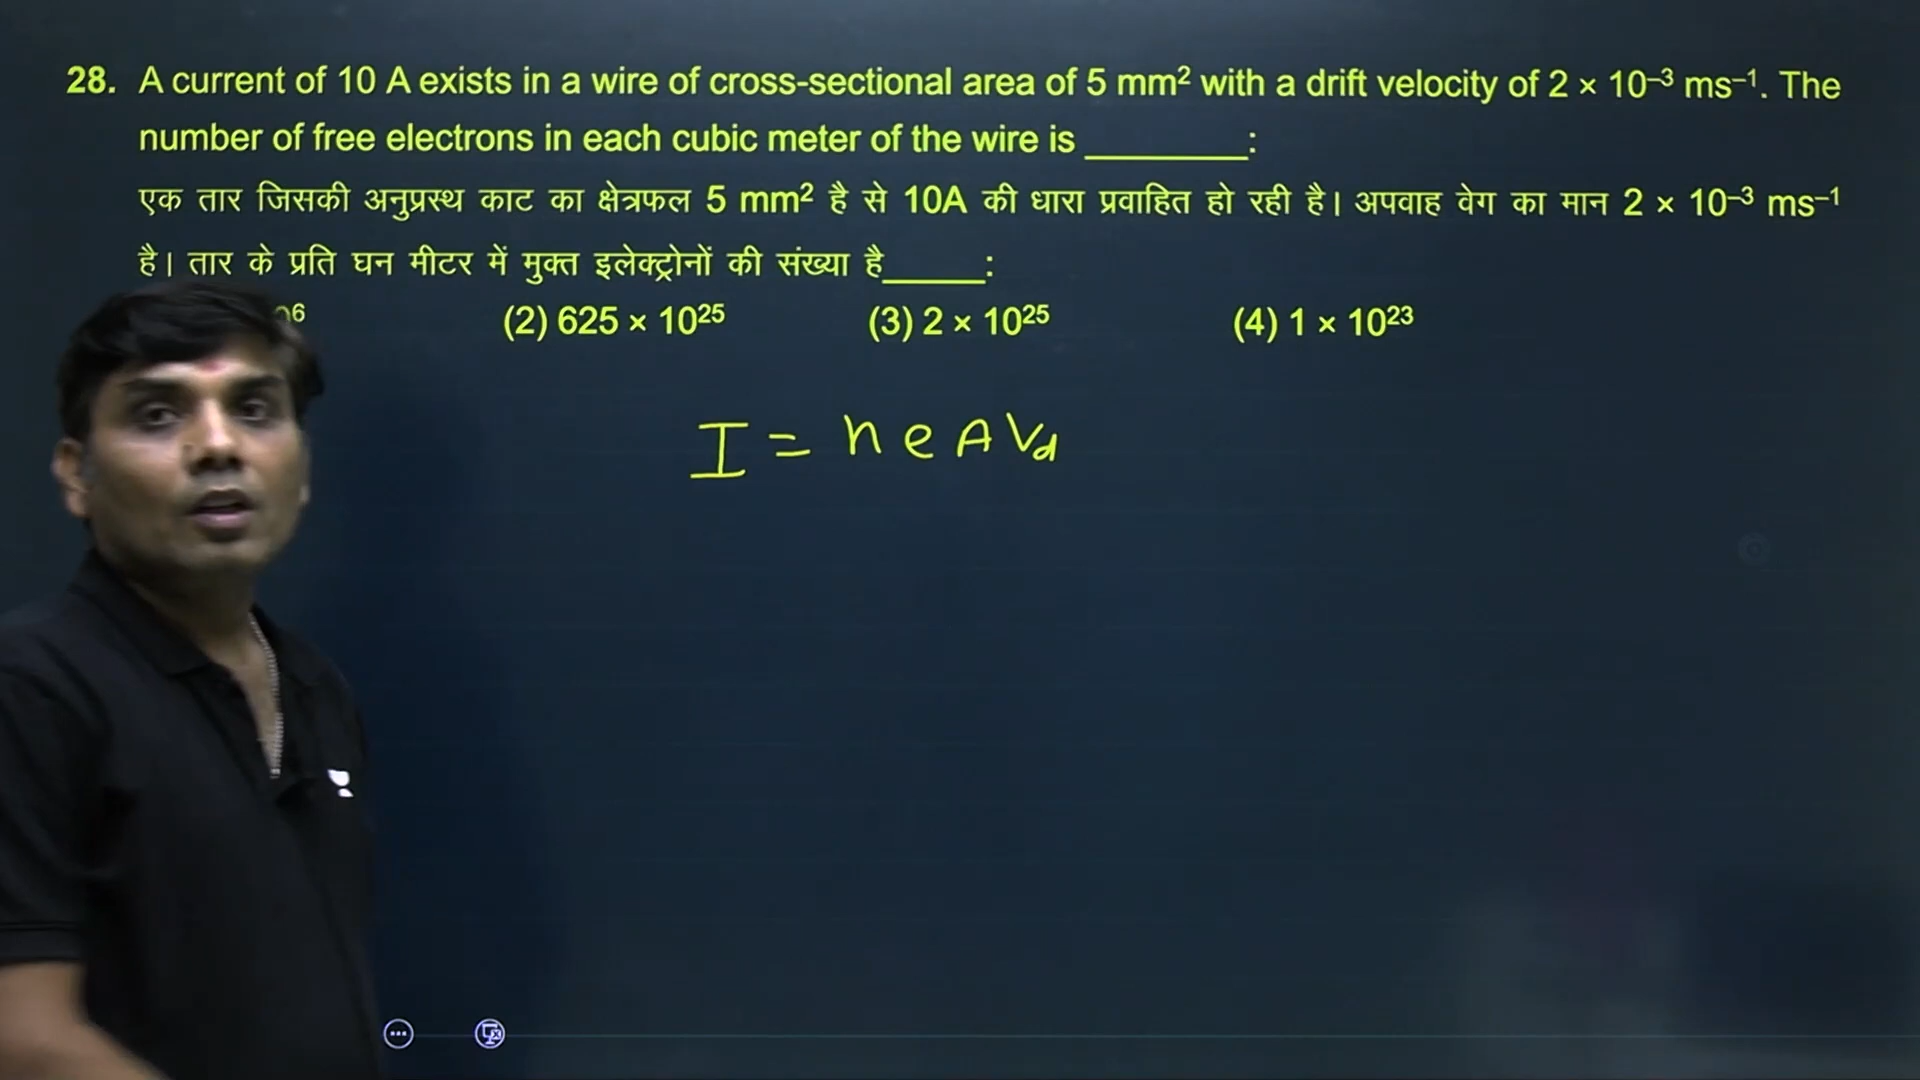 28. A current of 10 A exists in a wire of cross-sectional area of 5 mm² with a drift velocity of 2 × 10⁻³ ms⁻¹. The
number of free electrons in each cubic meter of the wire is ________:
एक तार जिसकी अनुप्रस्थ काट का क्षेत्रफल 5 mm² है से 10A की धारा प्रवाहित हो रही है। अपवाह वेग का मान 2 × 10⁻³ ms⁻¹
है। तार के प्रति घन मीटर में मुक्त इलेक्ट्रोनों की संख्या है_____:
(2) 625 × 10²⁵ (3) 2 × 10²⁵ (4) 1 × 10²³
I = n e A Vd